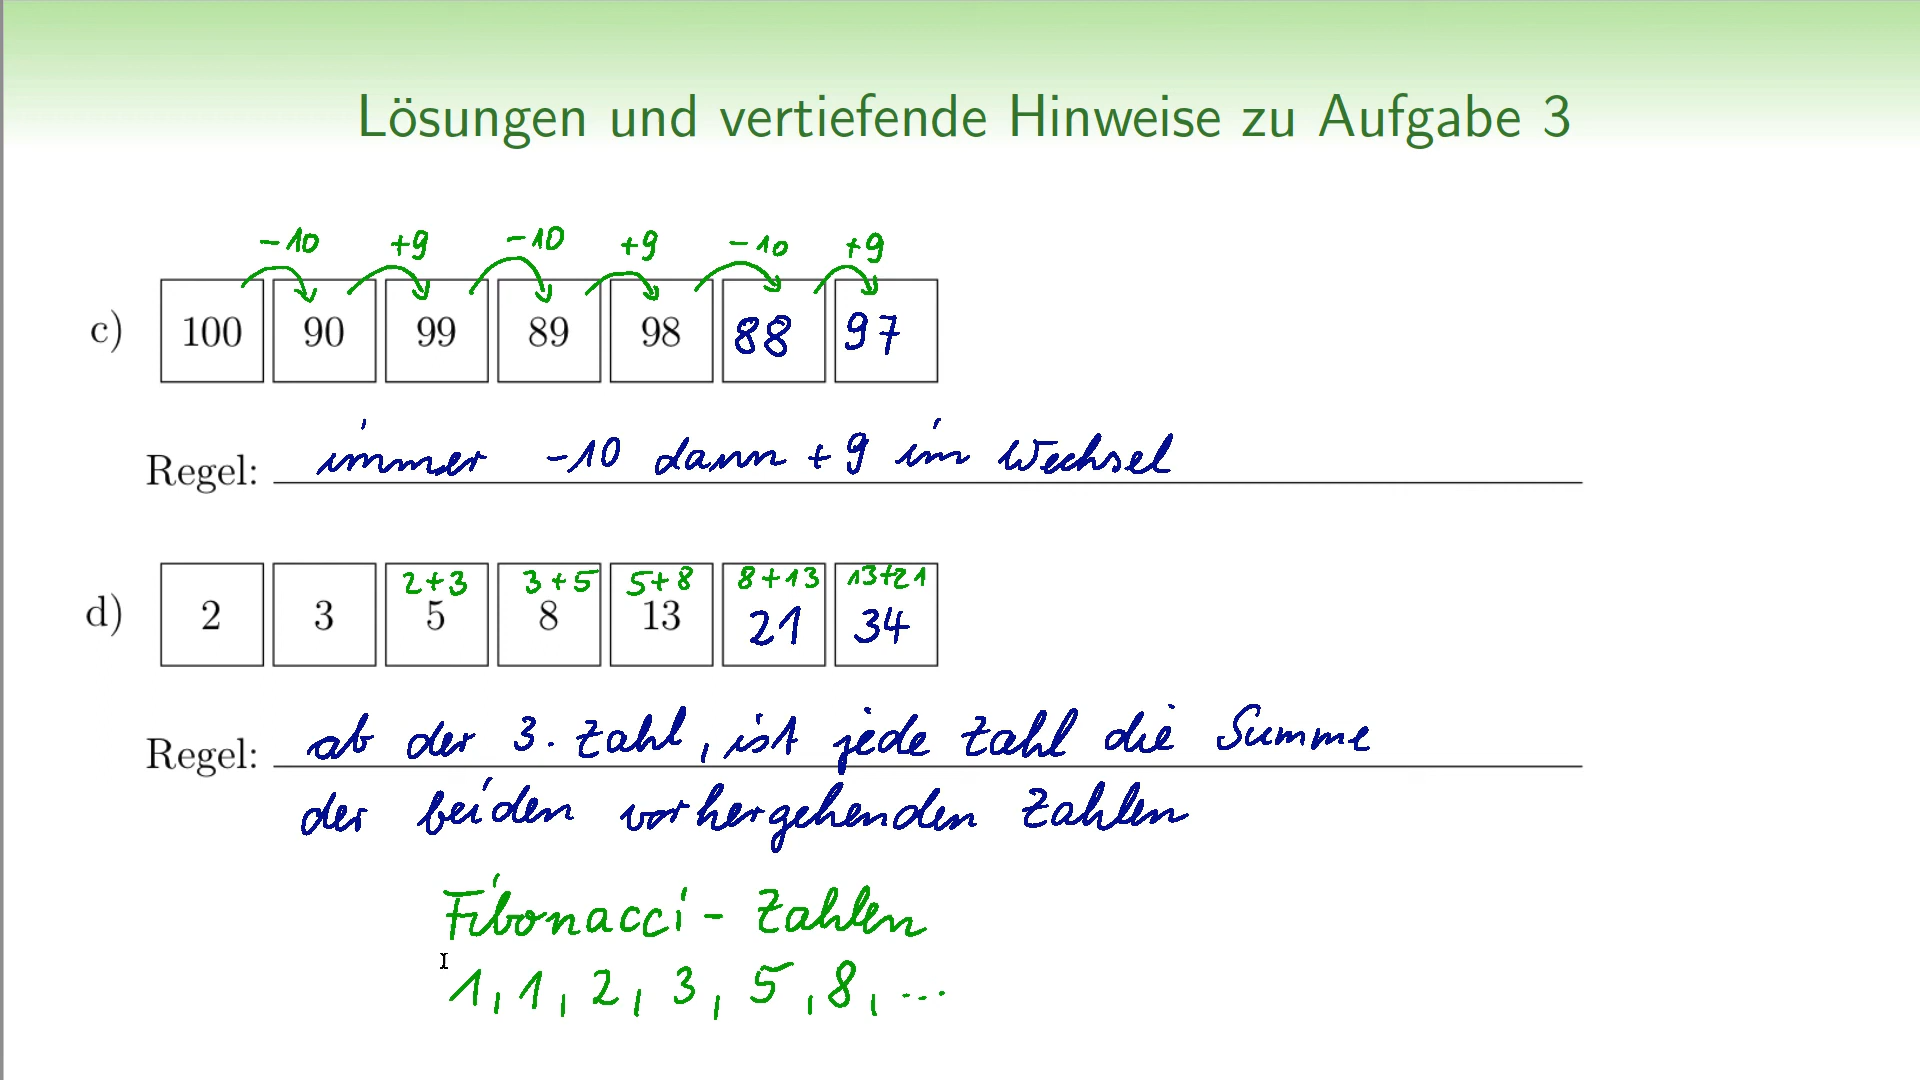 Lösungen und vertiefende Hinweise zu Aufgabe 3
-10 +9 -10 +9 -10 +9
c) 100 90 99 89 98 88 97
Regel: immer -10 dann +9 im Wechsel
2+3 3+5 5+8 8+13 13+21
d) 2 3 5 8 13 21 34
Regel: ab der 3. Zahl, ist jede Zahl die Summe
der beiden vorhergehenden Zahlen
Fibonacci - Zahlen
1, 1, 2, 3, 5, 8, ...